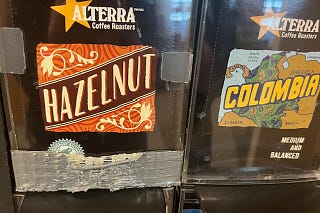 ALTERRA
Coffee Roasters
HAZELNUT
ALTERRA
Coffee Roasters
COLOMBIA
MEDIUM
AND
BALANCED